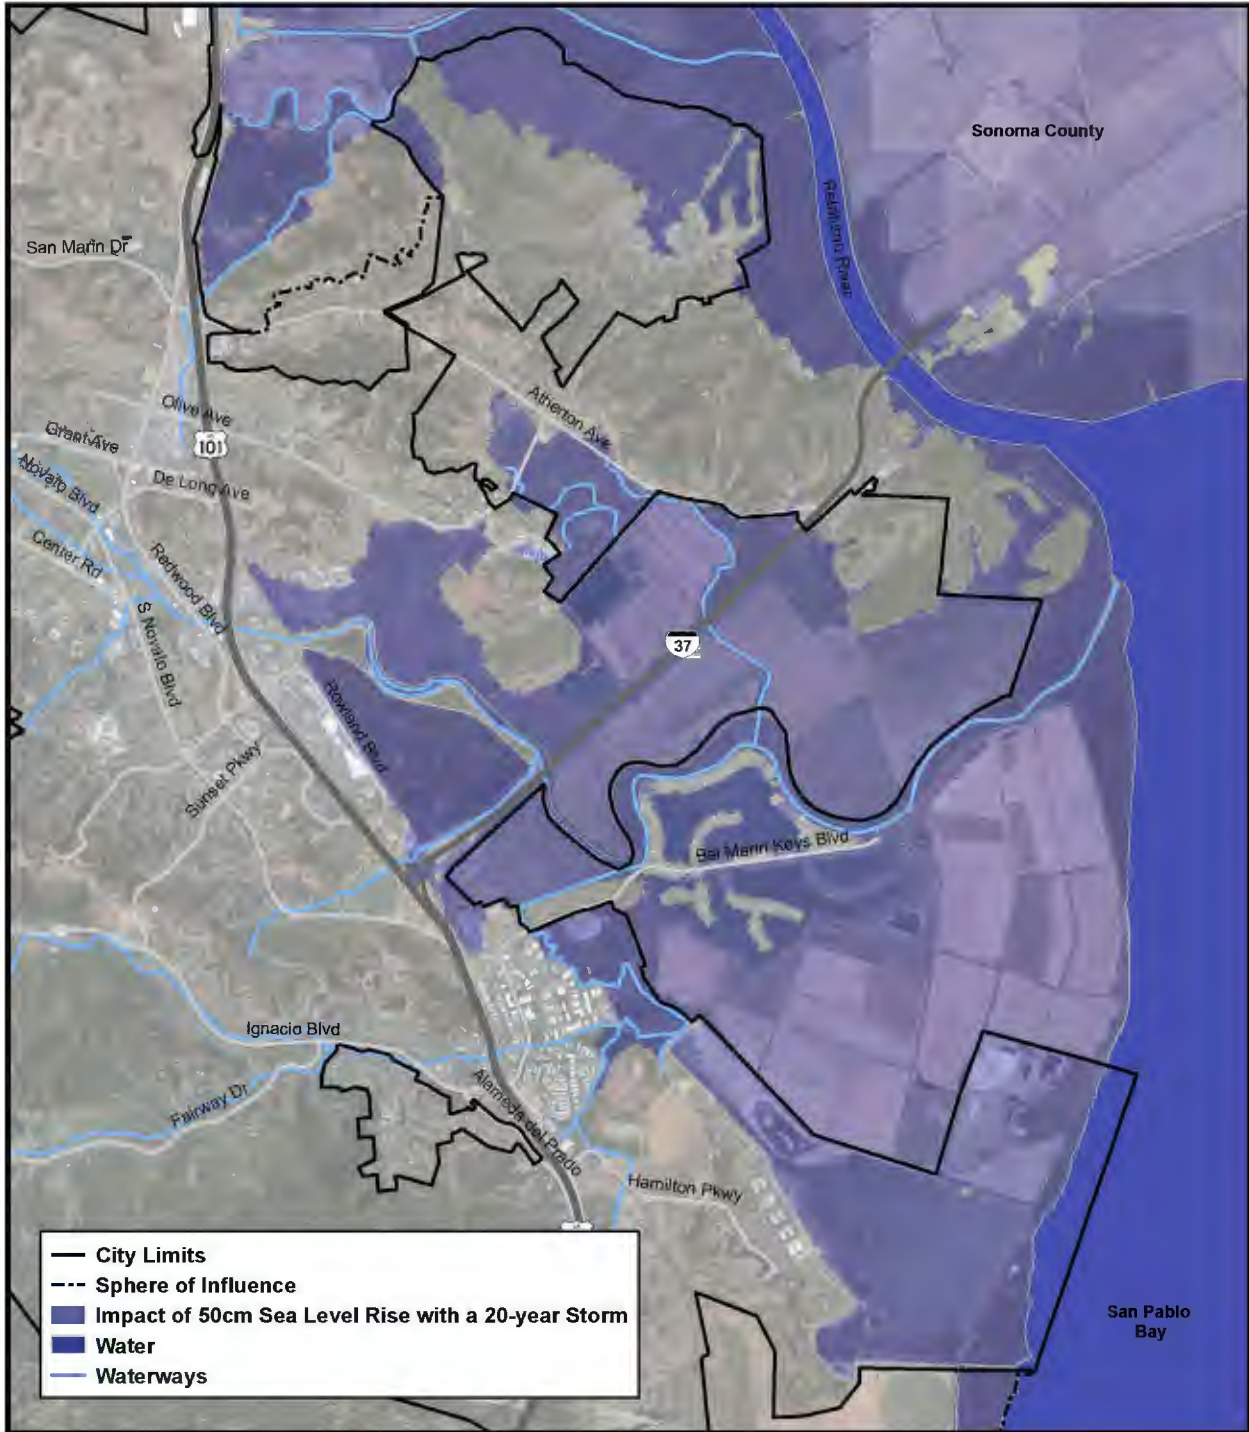 Sonoma County
Petaluma River
San Marin Dr
Olive Ave
Atherton Ave
Grant Ave
101
De Long Ave
Novato Blvd
Center Rd
Redwood Blvd
S Novato Blvd
37
Rowland Blvd
Sunset Pkwy
Bel Marin Keys Blvd
Ignacio Blvd
Fairway Dr
Alameda del Prado
Hamilton Pkwy
City Limits
Sphere of Influence
Impact of 50cm Sea Level Rise with a 20-year Storm
Water
Waterways
San Pablo
Bay